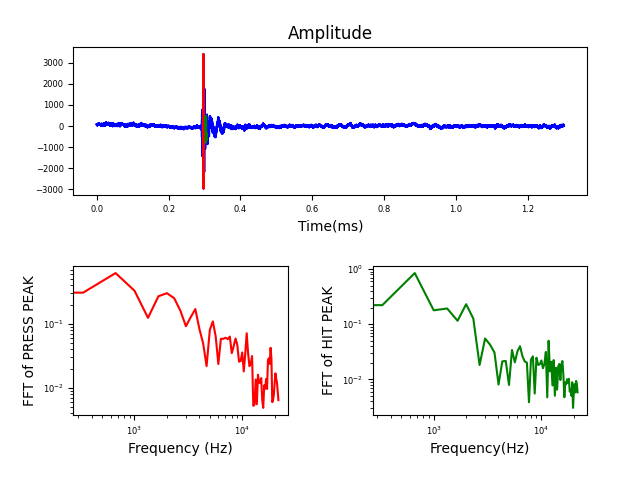 Amplitude
3000
2000
1000
0
−1000
−2000
−3000
0.0 0.2 0.4 0.6 0.8 1.0 1.2
Time(ms)
FFT of PRESS PEAK
10⁻¹
10⁻²
10³ 10⁴
Frequency (Hz)
FFT of HIT PEAK
10⁰
10⁻¹
10⁻²
10³ 10⁴
Frequency(Hz)